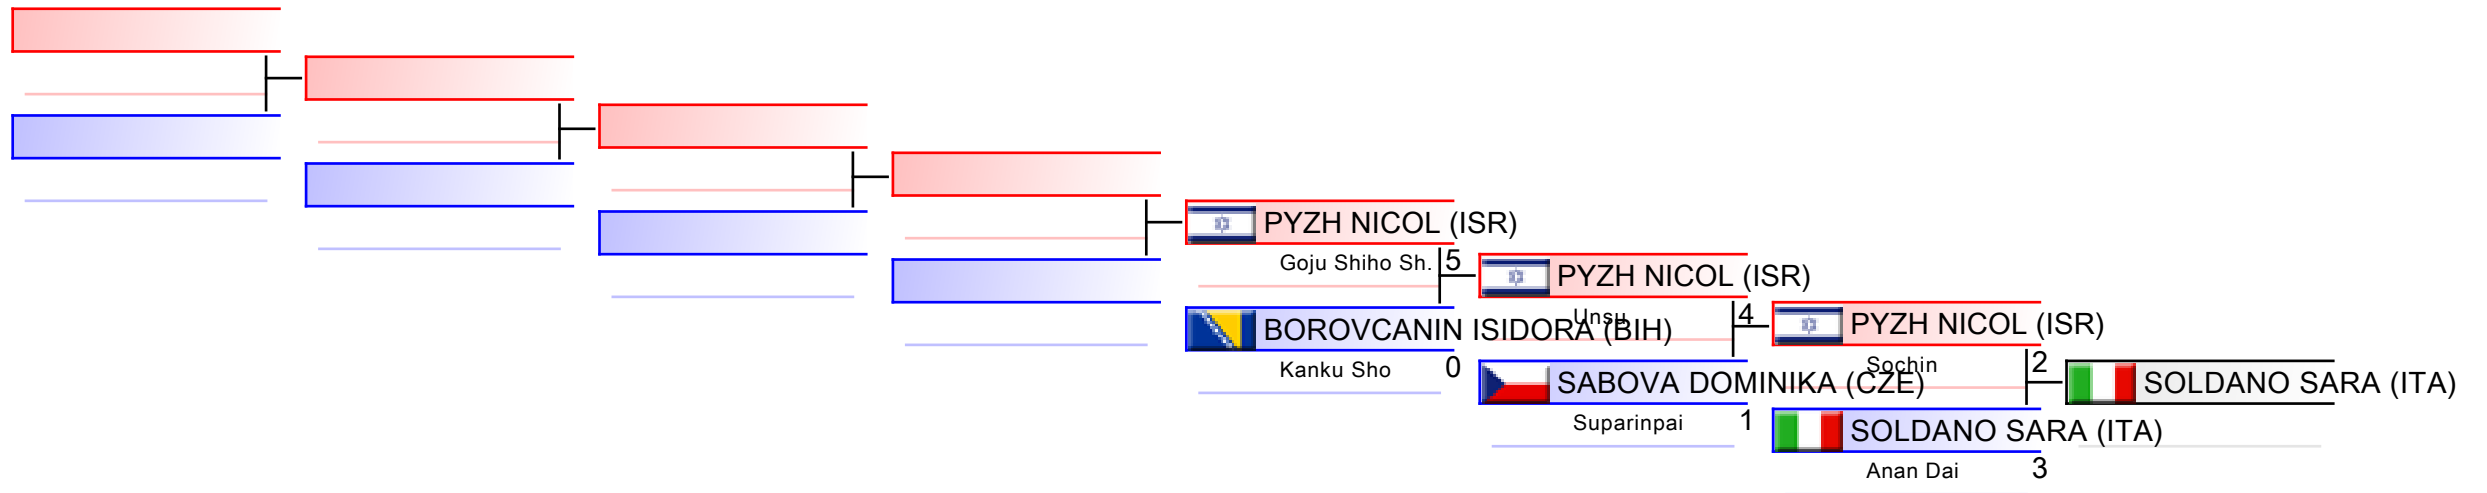 PYZH NICOL (ISR)
Goju Shiho Sh. 5
BOROVCANIN ISIDORA (BIH)
Kanku Sho 0
PYZH NICOL (ISR)
Unsu 4
SABOVA DOMINIKA (CZE)
Suparinpai 1
PYZH NICOL (ISR)
Sochin 2
SOLDANO SARA (ITA)
Anan Dai 3
SOLDANO SARA (ITA)